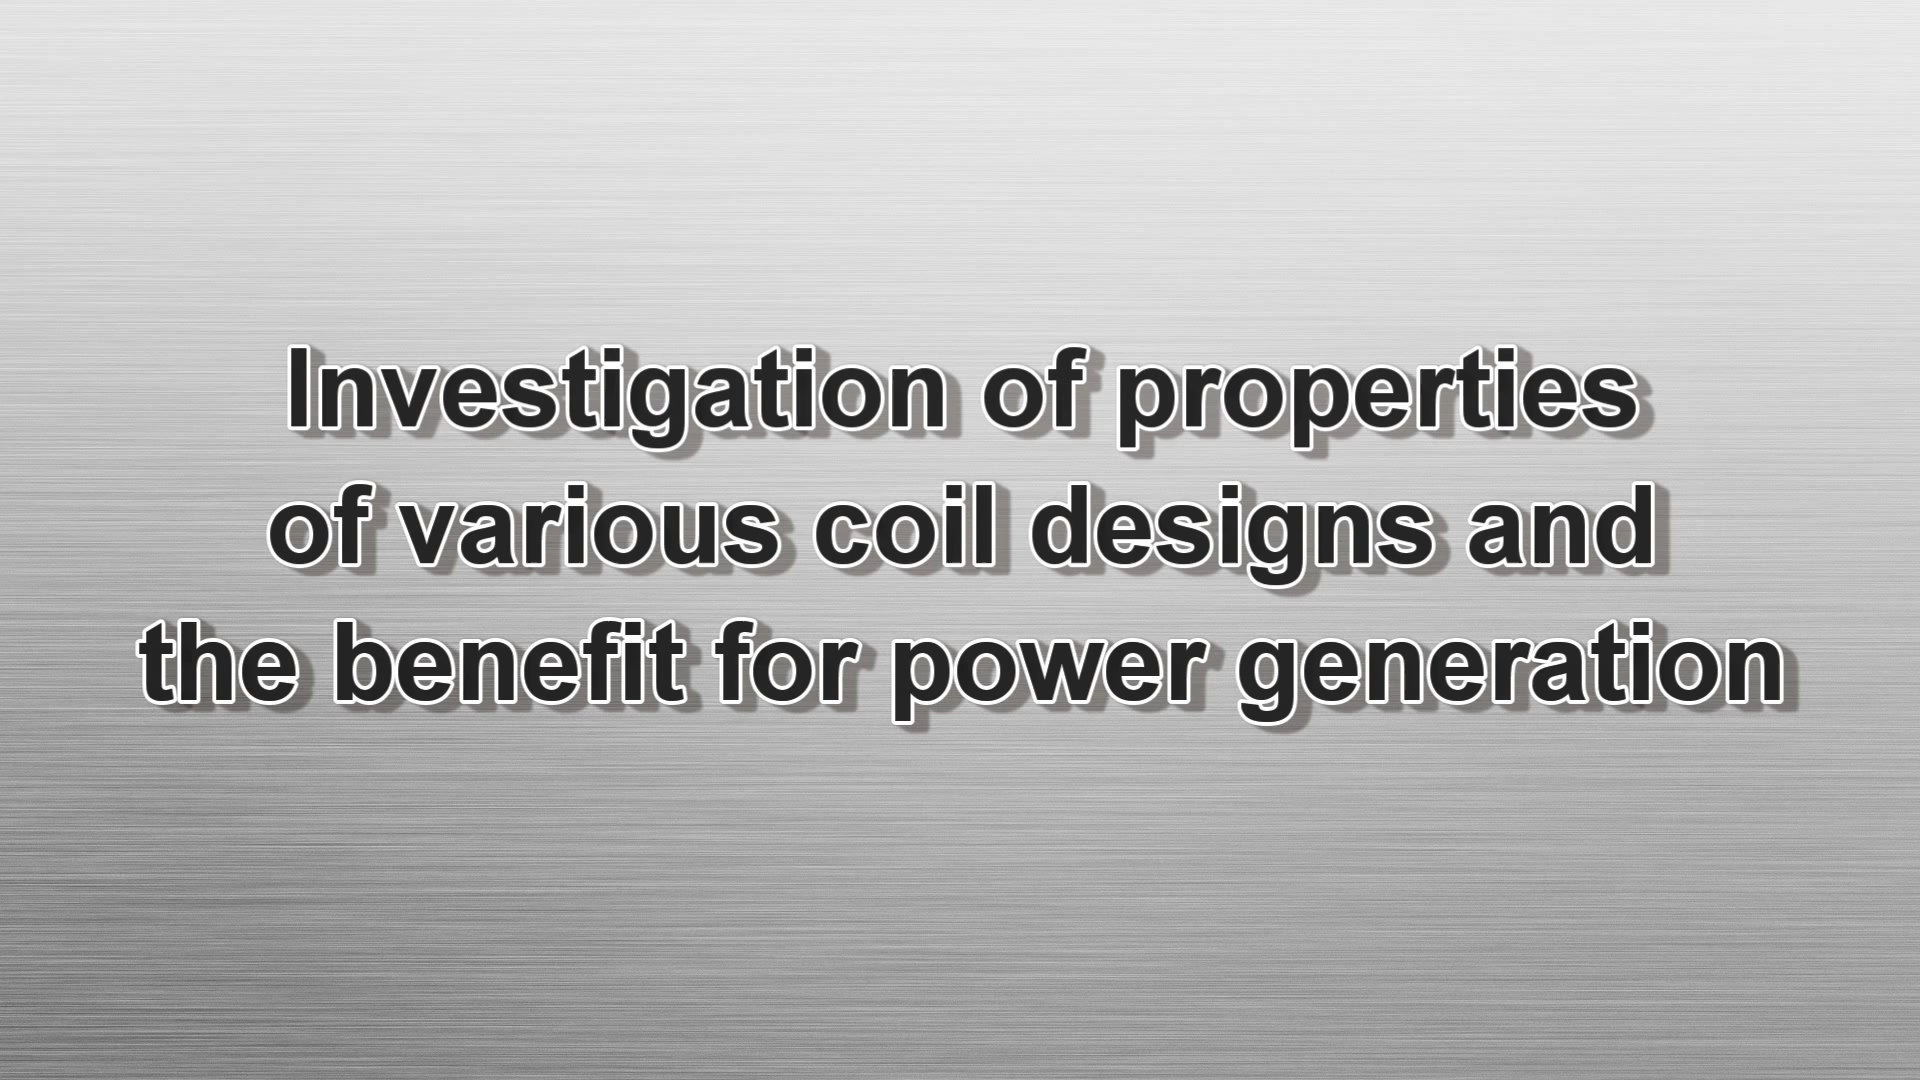 Investigation of properties
of various coil designs and
the benefit for power generation